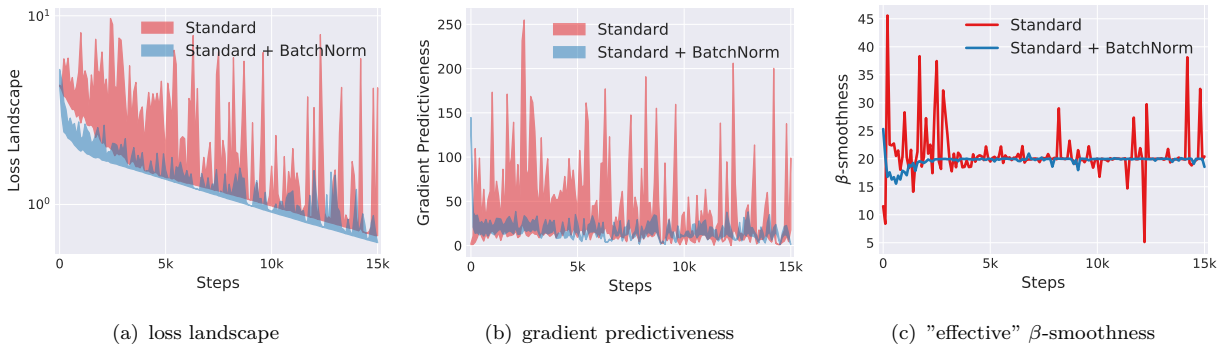 10¹
10⁰
Loss Landscape
Standard
Standard + BatchNorm
0
5k
10k
15k
Steps
(a) loss landscape
250
200
150
100
50
0
Gradient Predictiveness
Standard
Standard + BatchNorm
0
5k
10k
15k
Steps
(b) gradient predictiveness
45
40
35
30
25
20
15
10
5
β-smoothness
Standard
Standard + BatchNorm
0
5k
10k
15k
Steps
(c) ”effective” β-smoothness